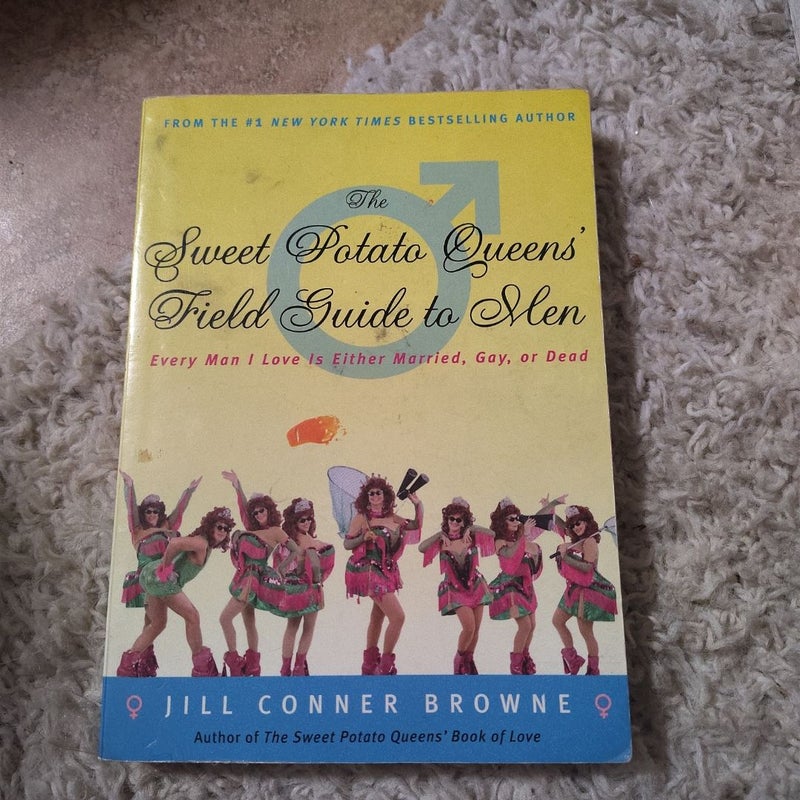 FROM THE #1 NEW YORK TIMES BESTSELLING AUTHOR
The
Sweet Potato Queens'
Field Guide to Men
Every Man I Love Is Either Married, Gay, or Dead
♀ JILL CONNER BROWNE ♀
Author of The Sweet Potato Queens' Book of Love